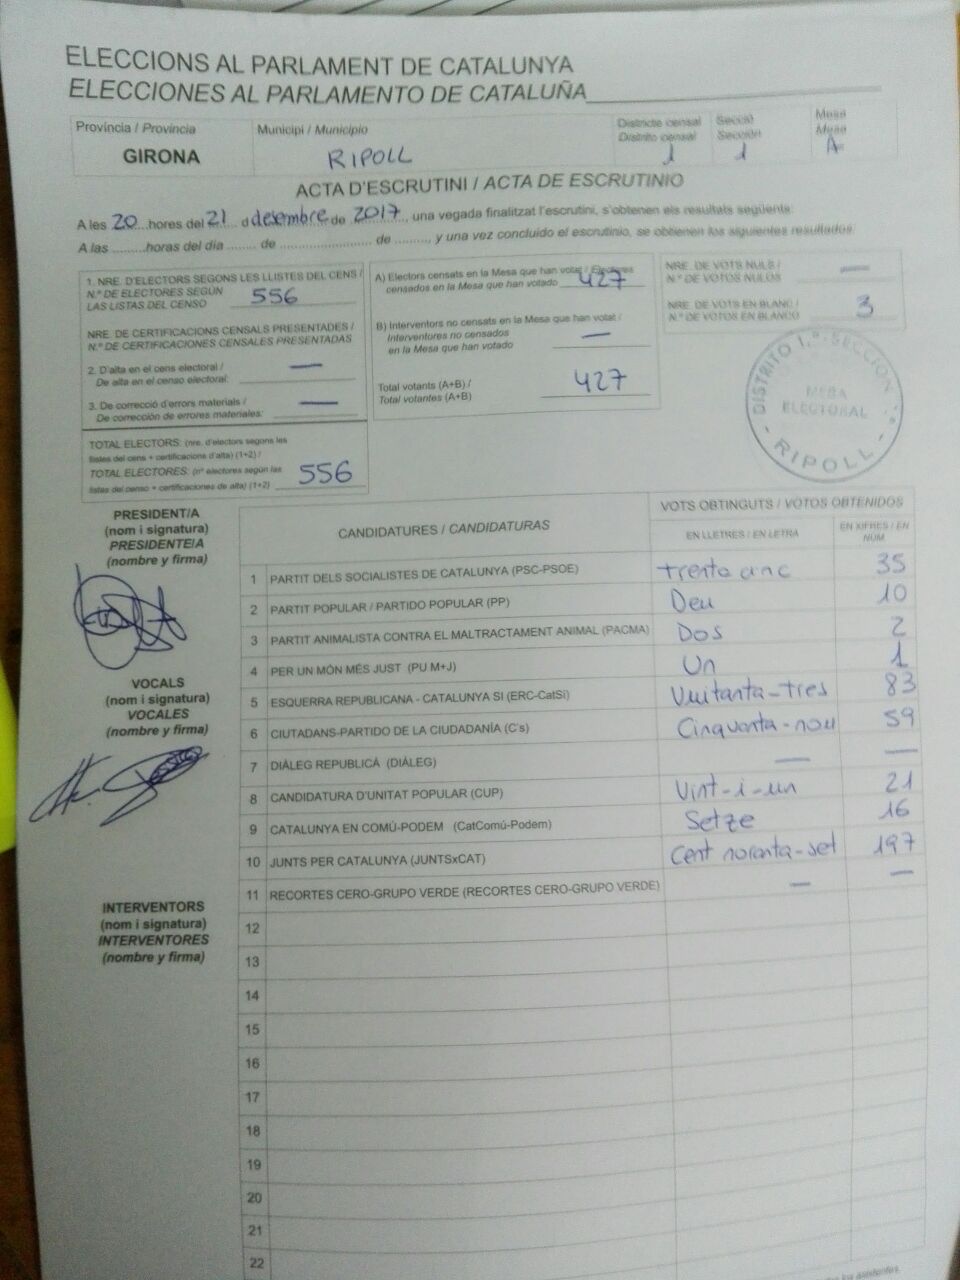 ELECCIONS AL PARLAMENT DE CATALUNYA
ELECCIONES AL PARLAMENTO DE CATALUÑA
Província / Provincia
GIRONA
Municipi / Municipio
RIPOLL
Districte censal
Distrito censal
1
Secció
Sección
1
Mesa
Mesa
A
ACTA D'ESCRUTINI / ACTA DE ESCRUTINIO
A les 20 hores del 21 d desembre de 2017, una vegada finalitzat l'escrutini, s'obtenen els resultats següents:
A las .........horas del día ........ de ........................ de ........., y una vez concluido el escrutinio, se obtienen los siguientes resultados:
1. NRE. D'ELECTORS SEGONS LES LLISTES DEL CENS /
N.º DE ELECTORES SEGÚN
LAS LISTAS DEL CENSO
556
NRE. DE CERTIFICACIONS CENSALS PRESENTADES /
N.º DE CERTIFICACIONES CENSALES PRESENTADAS
2. D'alta en el cens electoral /
De alta en el censo electoral: —
3. De correcció d'errors materials /
De corrección de errores materiales: —
TOTAL ELECTORS: (nre. d'electors segons les
llistes del cens + certificacions d'alta) (1+2) /
TOTAL ELECTORES: (nº electores según las
listas del censo + certificaciones de alta) (1+2)
556
A) Electors censats en la Mesa que han votat / Electores
censados en la Mesa que han votado 427
B) Interventors no censats en la Mesa que han votat /
Interventores no censados
en la Mesa que han votado
—
Total votants (A+B) /
Total votantes (A+B)
427
NRE. DE VOTS NULS /
N.º DE VOTOS NULOS —
NRE. DE VOTS EN BLANC /
N.º DE VOTOS EN BLANCO 3
DISTRITO 1.º SECCION 1.ª
MESA
ELECTORAL
- RIPOLL -
PRESIDENT/A
(nom i signatura)
PRESIDENTE/A
(nombre y firma)
VOCALS
(nom i signatura)
VOCALES
(nombre y firma)
INTERVENTORS
(nom i signatura)
INTERVENTORES
(nombre y firma)
CANDIDATURES / CANDIDATURAS
VOTS OBTINGUTS / VOTOS OBTENIDOS
EN LLETRES / EN LETRA
EN XIFRES / EN
NÚM.
1 PARTIT DELS SOCIALISTES DE CATALUNYA (PSC-PSOE) trenta cinc 35
2 PARTIT POPULAR / PARTIDO POPULAR (PP) Deu 10
3 PARTIT ANIMALISTA CONTRA EL MALTRACTAMENT ANIMAL (PACMA) Dos 2
4 PER UN MÓN MÉS JUST (PU M+J) Un 1
5 ESQUERRA REPUBLICANA - CATALUNYA SI (ERC-CatSí) Vuitanta-tres 83
6 CIUTADANS-PARTIDO DE LA CIUDADANÍA (C's) Cinquanta-nou 59
7 DIÀLEG REPUBLICÀ (DIÀLEG) — —
8 CANDIDATURA D'UNITAT POPULAR (CUP) Vint-i-un 21
9 CATALUNYA EN COMÚ-PODEM (CatComú-Podem) Setze 16
10 JUNTS PER CATALUNYA (JUNTSxCAT) Cent noranta-set 197
11 RECORTES CERO-GRUPO VERDE (RECORTES CERO-GRUPO VERDE) — —
12
13
14
15
16
17
18
19
20
21
22